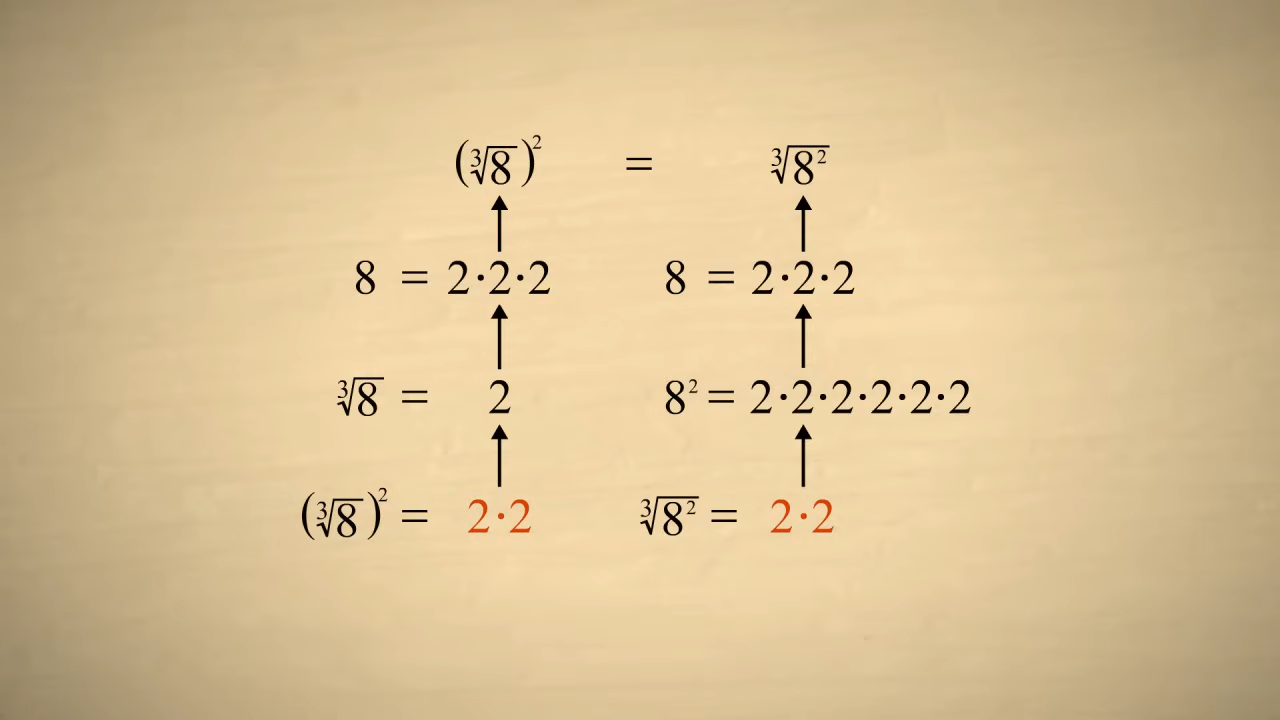 (∛8)² = ∛8²
8 = 2·2·2 8 = 2·2·2
∛8 = 2 8² = 2·2·2·2·2·2
(∛8)² = 2·2 ∛8² = 2·2